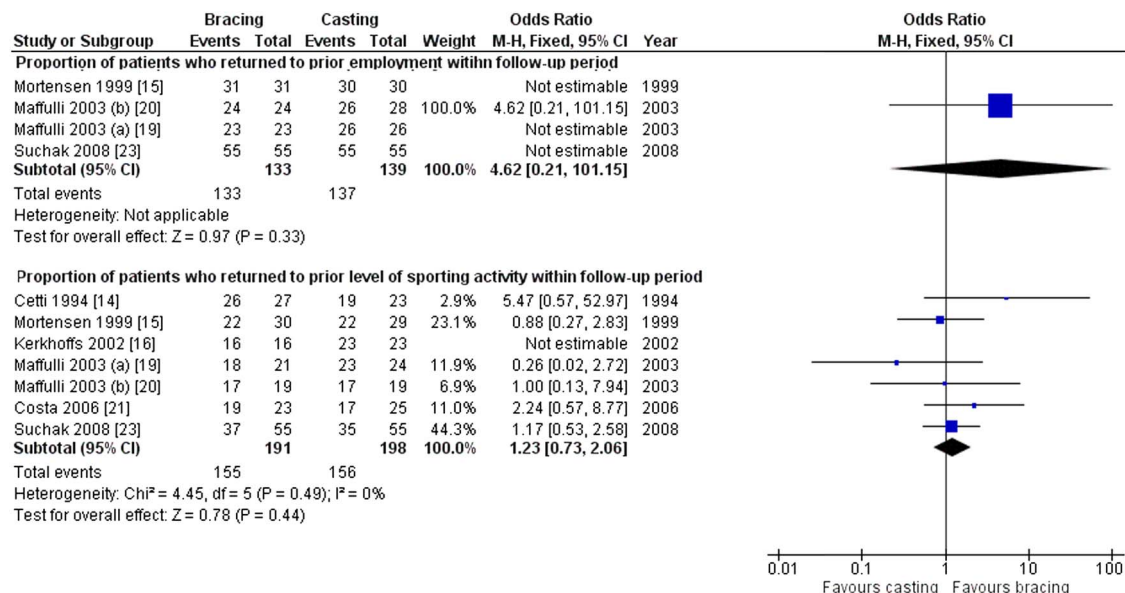 Bracing Casting Odds Ratio Odds Ratio
Study or Subgroup Events Total Events Total Weight M-H, Fixed, 95% CI Year M-H, Fixed, 95% CI
Proportion of patients who returned to prior employment witihn follow-up period
Mortensen 1999 [15] 31 31 30 30 Not estimable 1999
Maffulli 2003 (b) [20] 24 24 26 28 100.0% 4.62 [0.21, 101.15] 2003
Maffulli 2003 (a) [19] 23 23 26 26 Not estimable 2003
Suchak 2008 [23] 55 55 55 55 Not estimable 2008
Subtotal (95% CI) 133 139 100.0% 4.62 [0.21, 101.15]
Total events 133 137
Heterogeneity: Not applicable
Test for overall effect: Z = 0.97 (P = 0.33)
Proportion of patients who returned to prior level of sporting activity within follow-up period
Cetti 1994 [14] 26 27 19 23 2.9% 5.47 [0.57, 52.97] 1994
Mortensen 1999 [15] 22 30 22 29 23.1% 0.88 [0.27, 2.83] 1999
Kerkhoffs 2002 [16] 16 16 23 23 Not estimable 2002
Maffulli 2003 (a) [19] 18 21 23 24 11.9% 0.26 [0.02, 2.72] 2003
Maffulli 2003 (b) [20] 17 19 17 19 6.9% 1.00 [0.13, 7.94] 2003
Costa 2006 [21] 19 23 17 25 11.0% 2.24 [0.57, 8.77] 2006
Suchak 2008 [23] 37 55 35 55 44.3% 1.17 [0.53, 2.58] 2008
Subtotal (95% CI) 191 198 100.0% 1.23 [0.73, 2.06]
Total events 155 156
Heterogeneity: Chi² = 4.45, df = 5 (P = 0.49); I² = 0%
Test for overall effect: Z = 0.78 (P = 0.44)
0.01 0.1 1 10 100
Favours casting Favours bracing